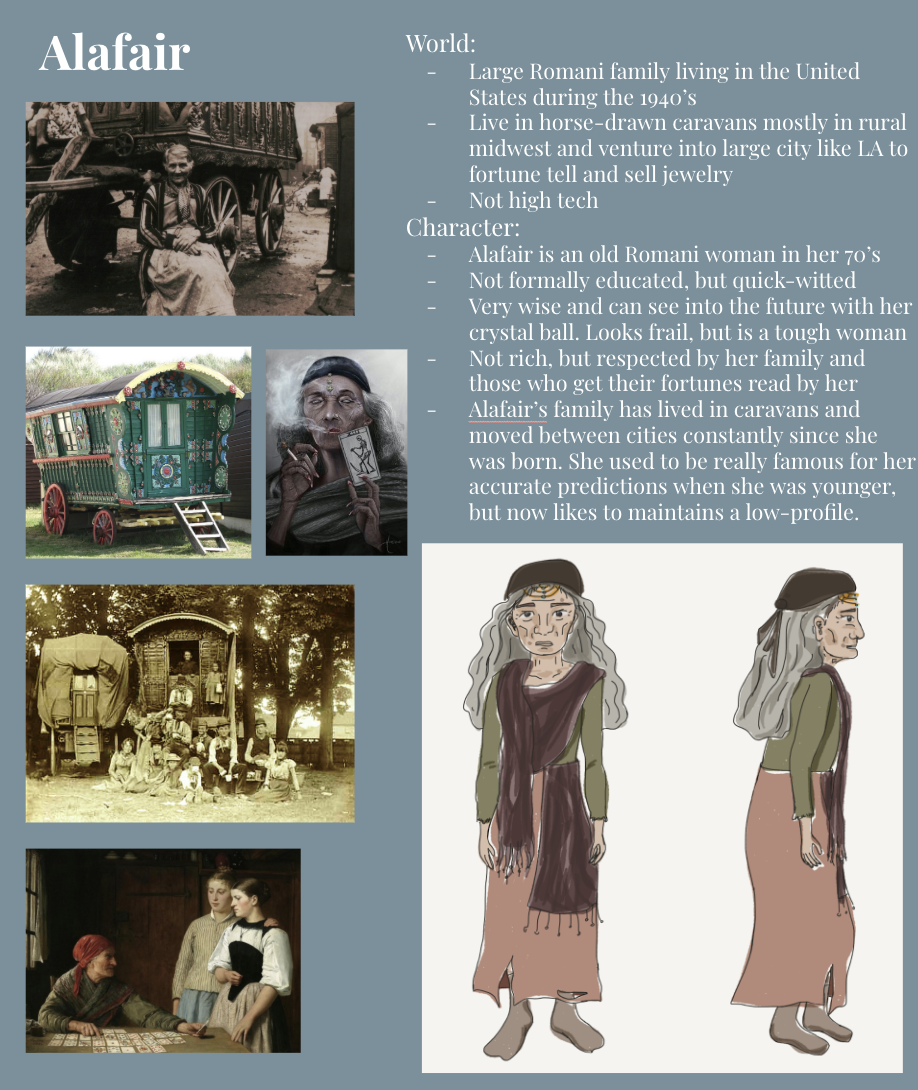 Alafair
World:
- Large Romani family living in the United
States during the 1940's
- Live in horse-drawn caravans mostly in rural
midwest and venture into large city like LA to
fortune tell and sell jewelry
- Not high tech
Character:
- Alafair is an old Romani woman in her 70's
- Not formally educated, but quick-witted
- Very wise and can see into the future with her
crystal ball. Looks frail, but is a tough woman
- Not rich, but respected by her family and
those who get their fortunes read by her
- Alafair's family has lived in caravans and
moved between cities constantly since she
was born. She used to be really famous for her
accurate predictions when she was younger,
but now likes to maintains a low-profile.